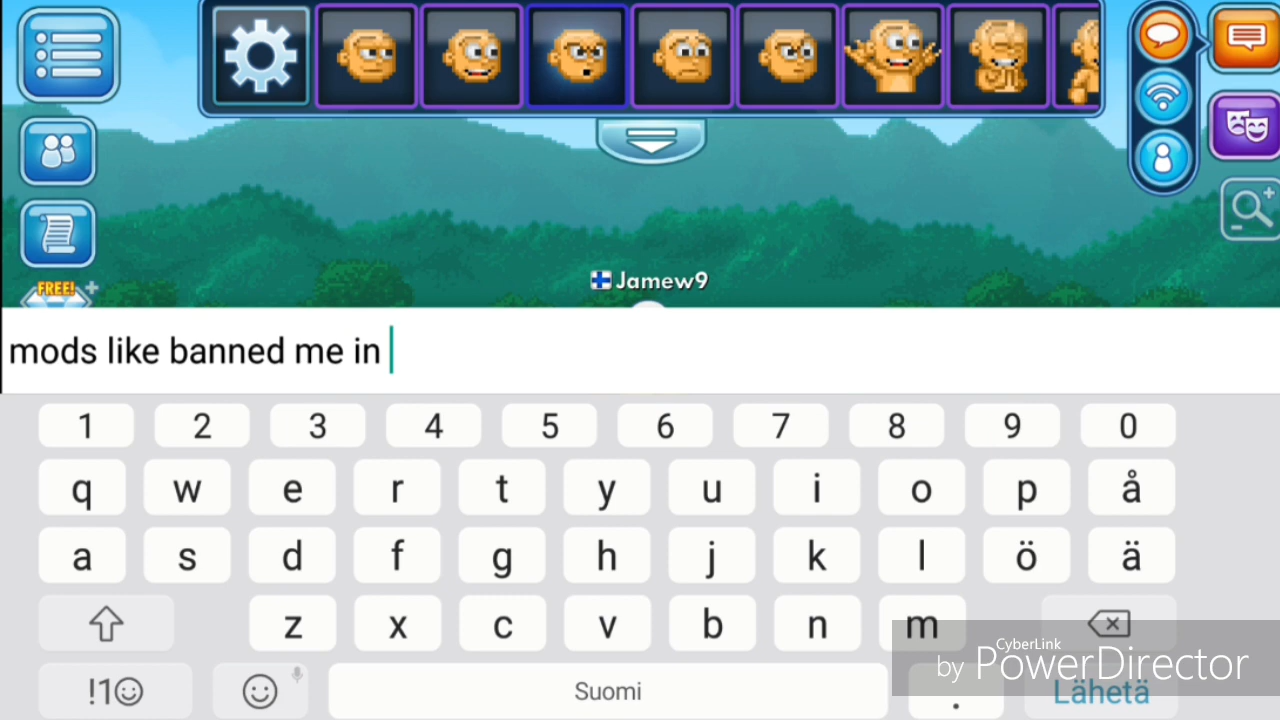 FREE!
Jamew9
mods like banned me in
1 2 3 4 5 6 7 8 9 0
q w e r t y u i o p å
a s d f g h j k l ö ä
z x c v b n m
!1☺ Suomi . Lähetä
CyberLink
by PowerDirector